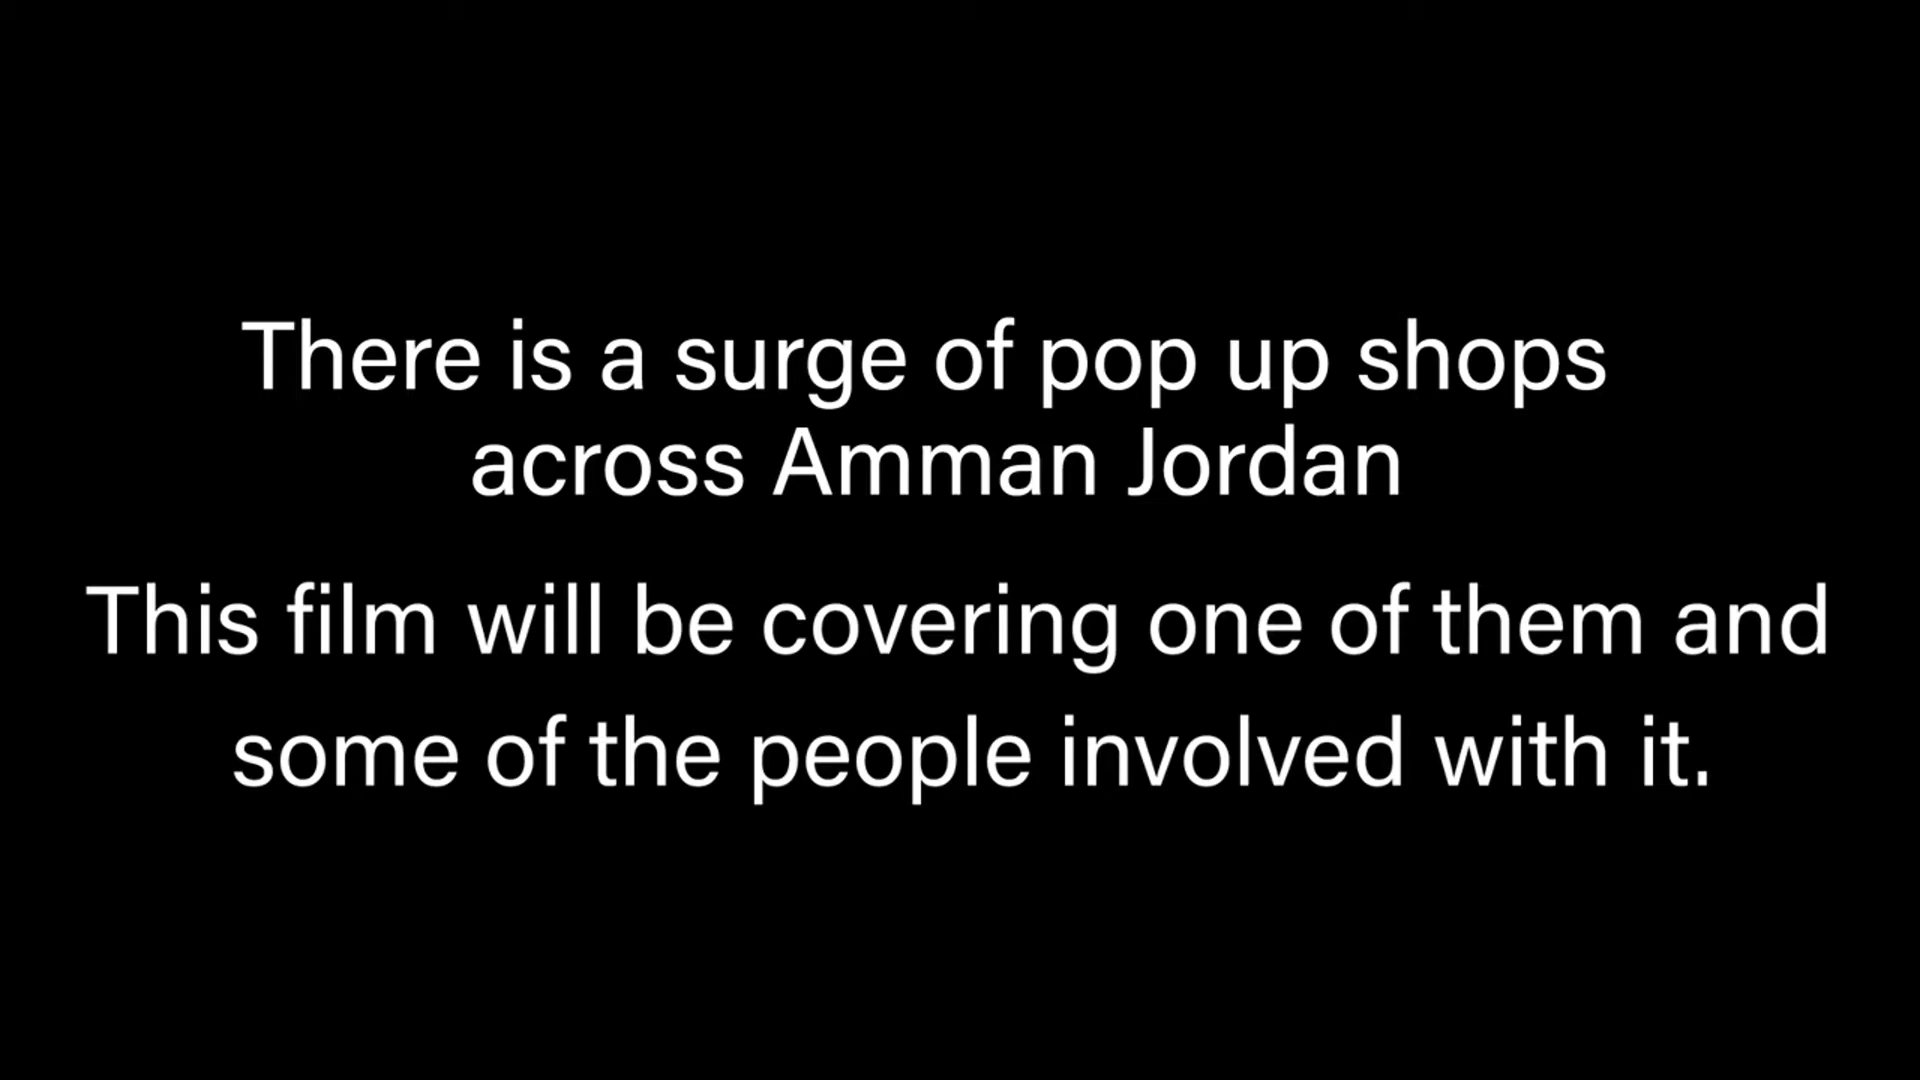 There is a surge of pop up shops
across Amman Jordan
This film will be covering one of them and
some of the people involved with it.